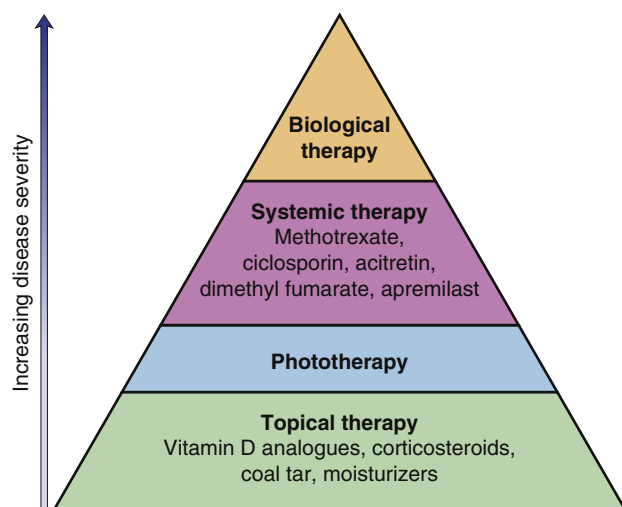 Increasing disease severity
Biological
therapy
Systemic therapy
Methotrexate,
ciclosporin, acitretin,
dimethyl fumarate, apremilast
Phototherapy
Topical therapy
Vitamin D analogues, corticosteroids,
coal tar, moisturizers